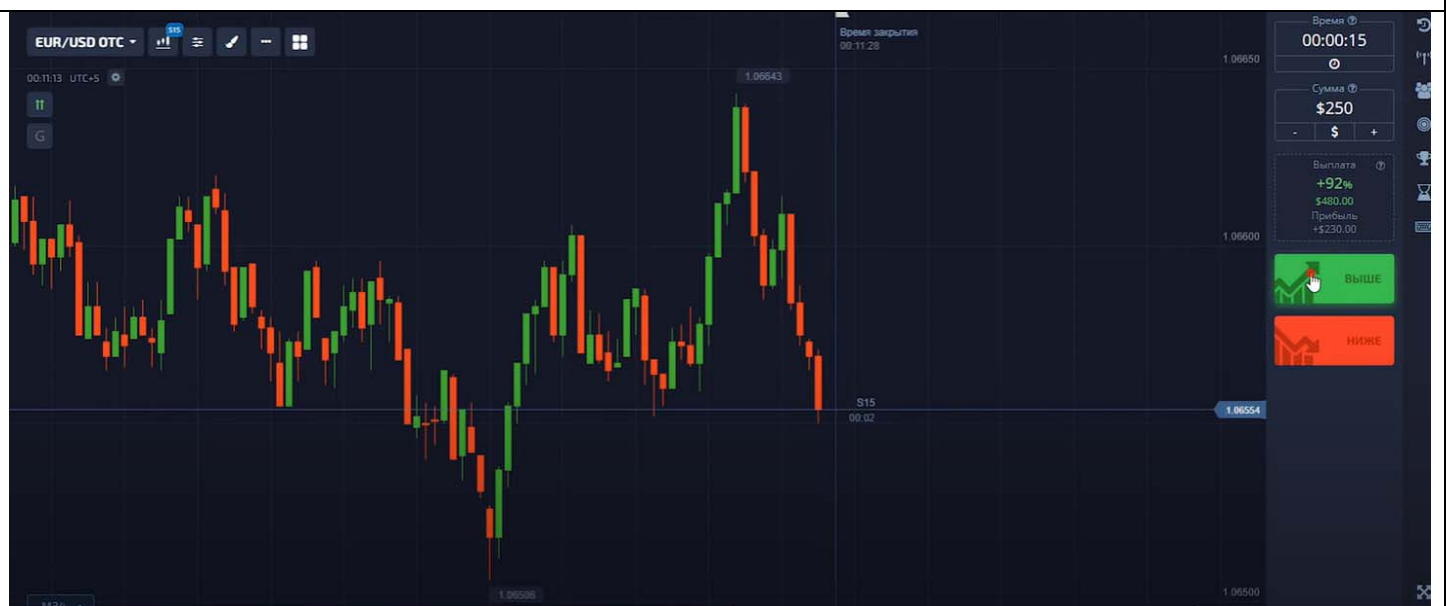 EUR/USD OTC
S15
00:11:13 UTC+5
G
Время закрытия
00:11:28
1.06643
1.06650
1.06600
S15
00:02
1.06554
1.06506
1.06500
Время
00:00:15
Сумма
$250
- $ +
Выплата
+92%
$480.00
Прибыль
+$230.00
ВЫШЕ
НИЖЕ